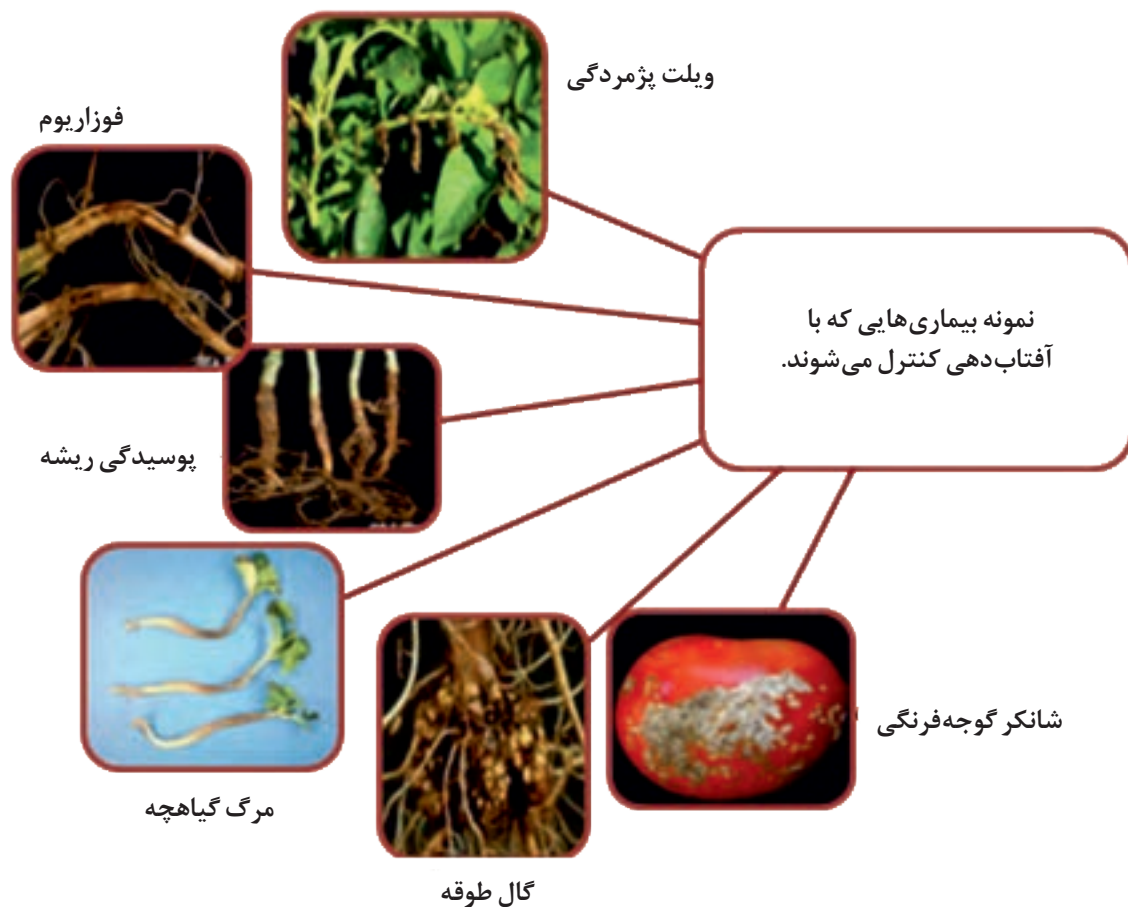 ویلت پژمردگی
فوزاریوم
نمونه بیماری‌هایی که با
آفتاب‌دهی کنترل می‌شوند.
پوسیدگی ریشه
شانکر گوجه‌فرنگی
مرگ گیاهچه
گال طوقه